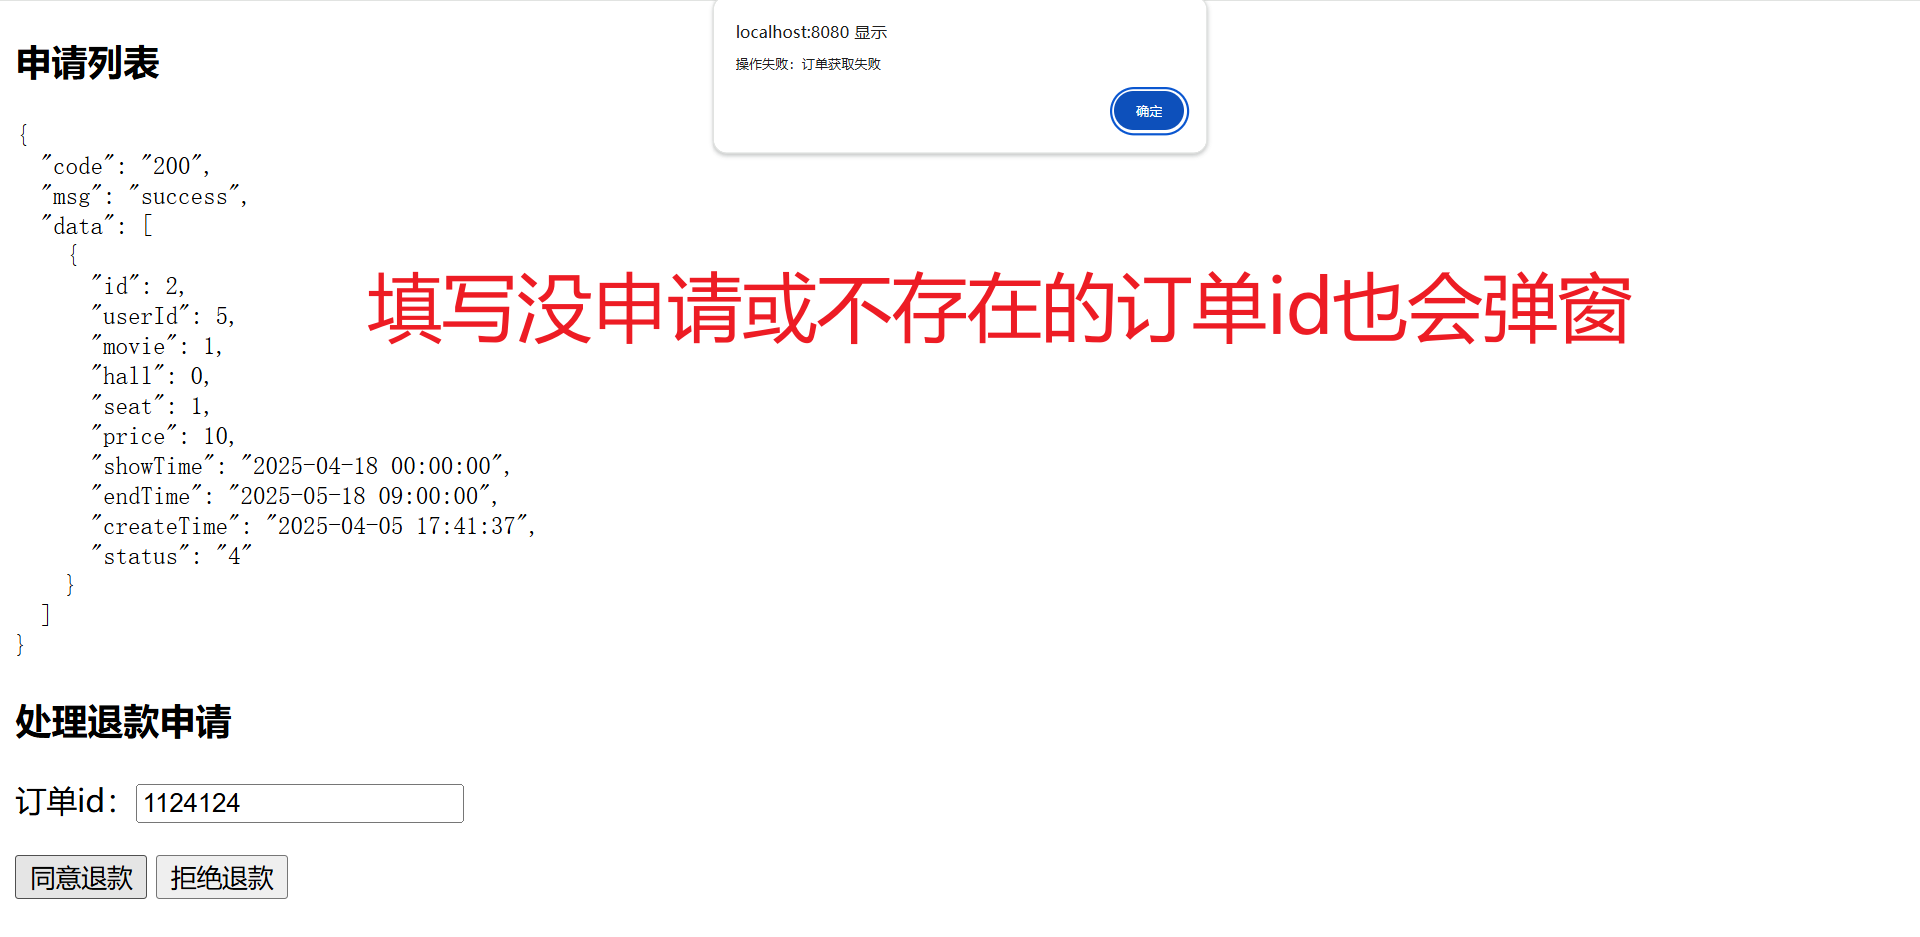 localhost:8080 显示
操作失败：订单获取失败
确定
申请列表
{
"code": "200",
"msg": "success",
"data": [
{
"id": 2,
"userId": 5,
"movie": 1,
"hall": 0,
"seat": 1,
"price": 10,
"showTime": "2025-04-18 00:00:00",
"endTime": "2025-05-18 09:00:00",
"createTime": "2025-04-05 17:41:37",
"status": "4"
}
]
}
填写没申请或不存在的订单id也会弹窗
处理退款申请
订单id： 1124124
同意退款 拒绝退款